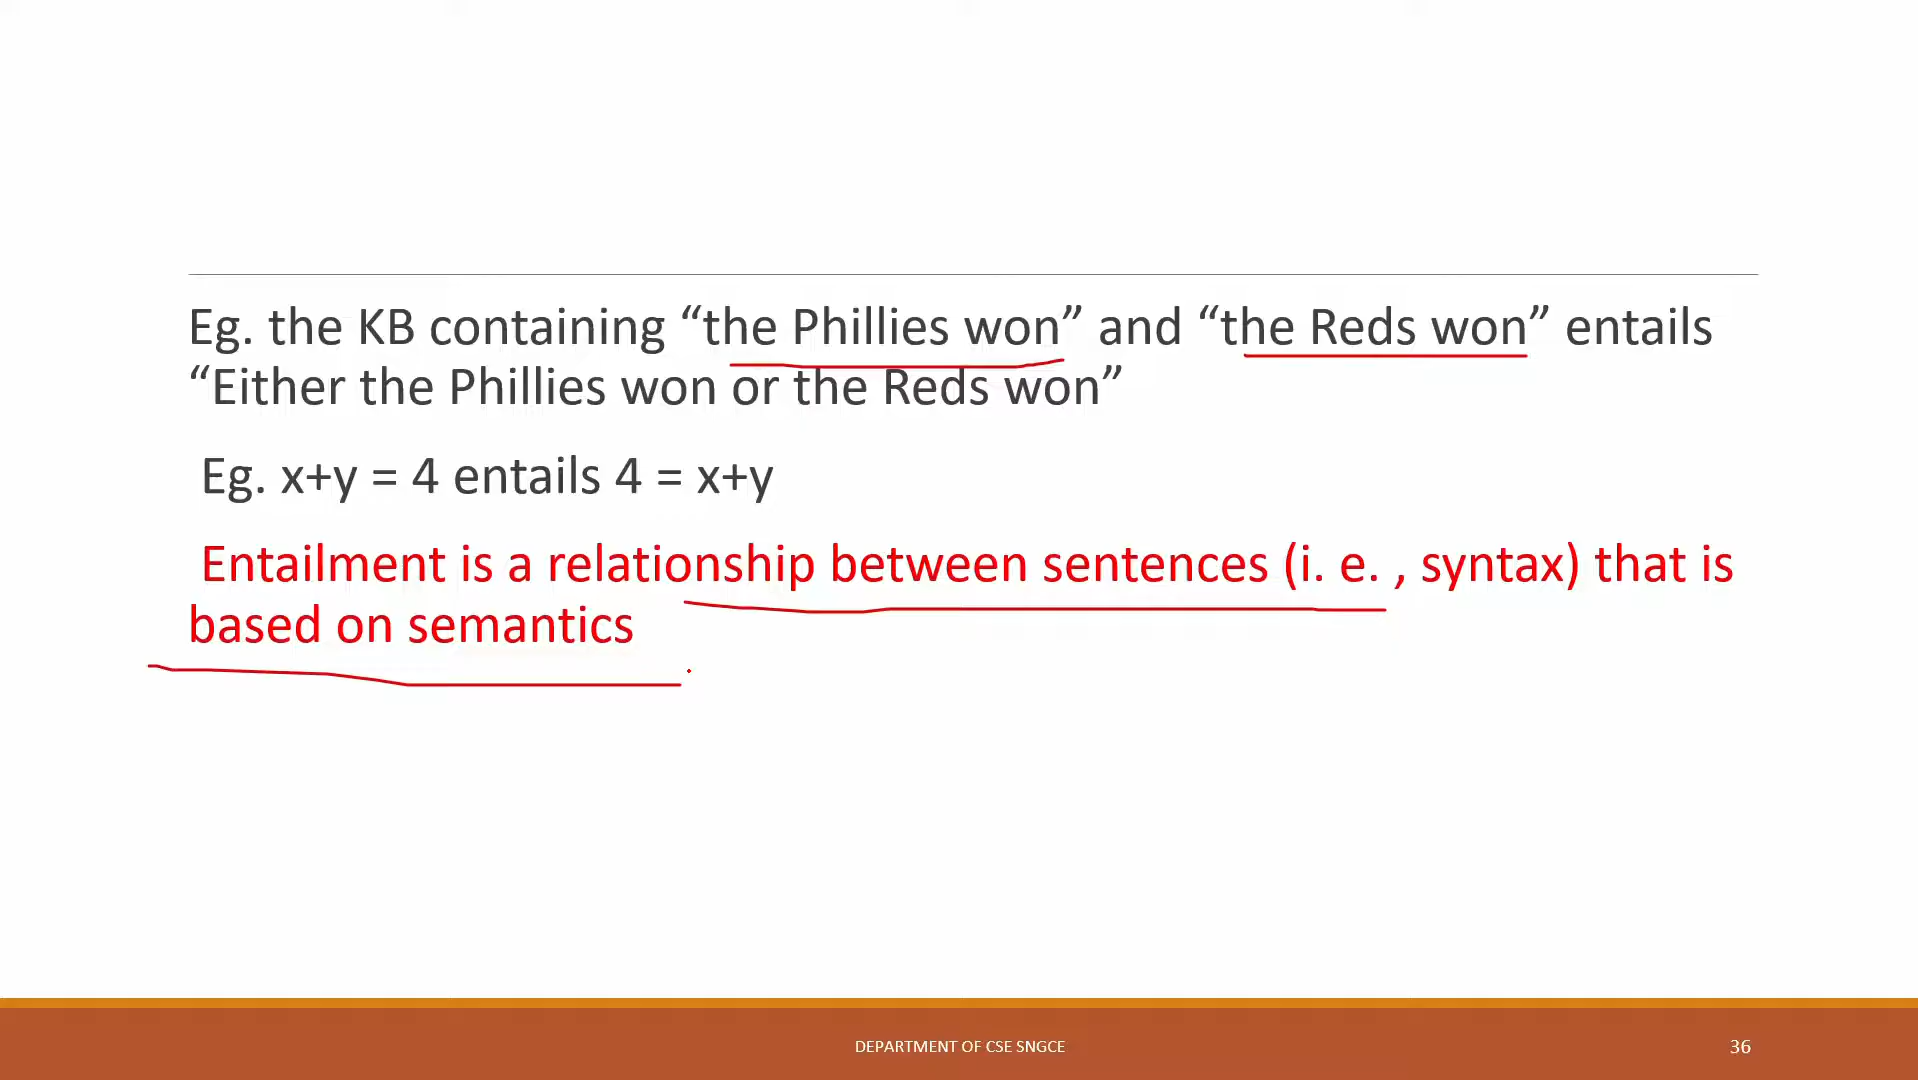 Eg. the KB containing “the Phillies won” and “the Reds won” entails
“Either the Phillies won or the Reds won”
Eg. x+y = 4 entails 4 = x+y
Entailment is a relationship between sentences (i. e. , syntax) that is
based on semantics
DEPARTMENT OF CSE SNGCE
36